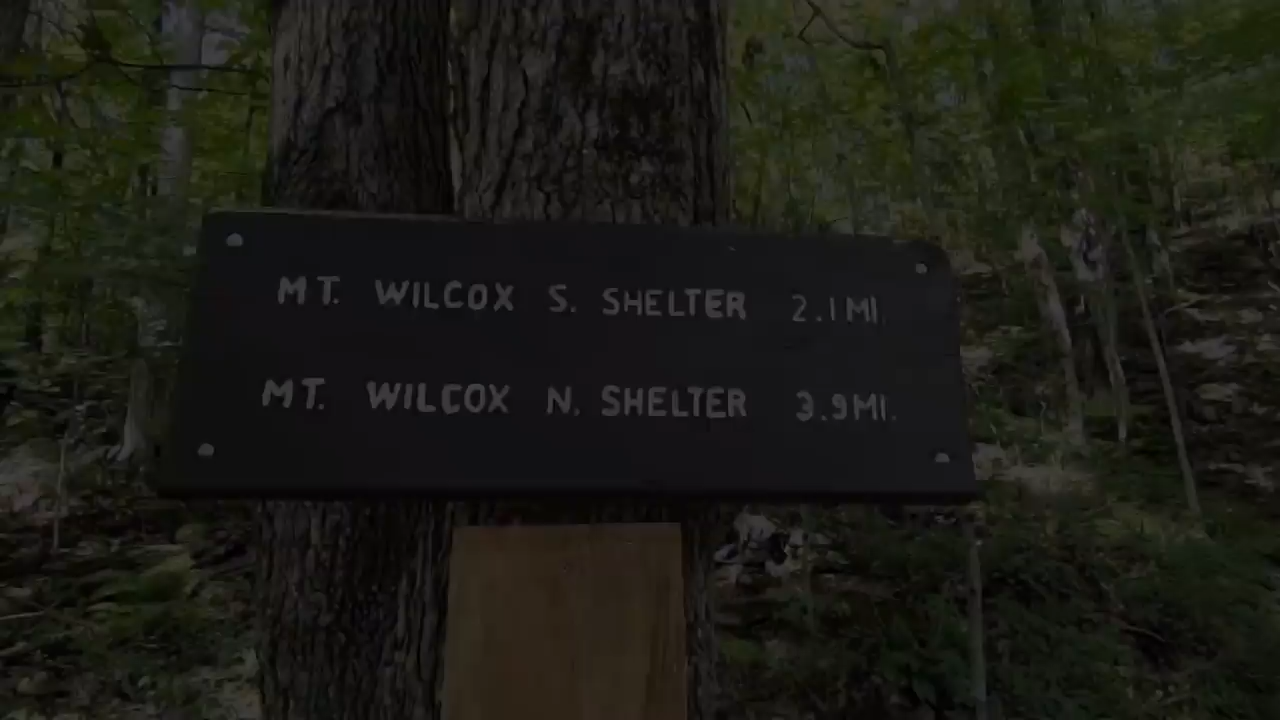 MT. WILCOX S. SHELTER 2.1 MI.
MT. WILCOX N. SHELTER 3.9 MI.